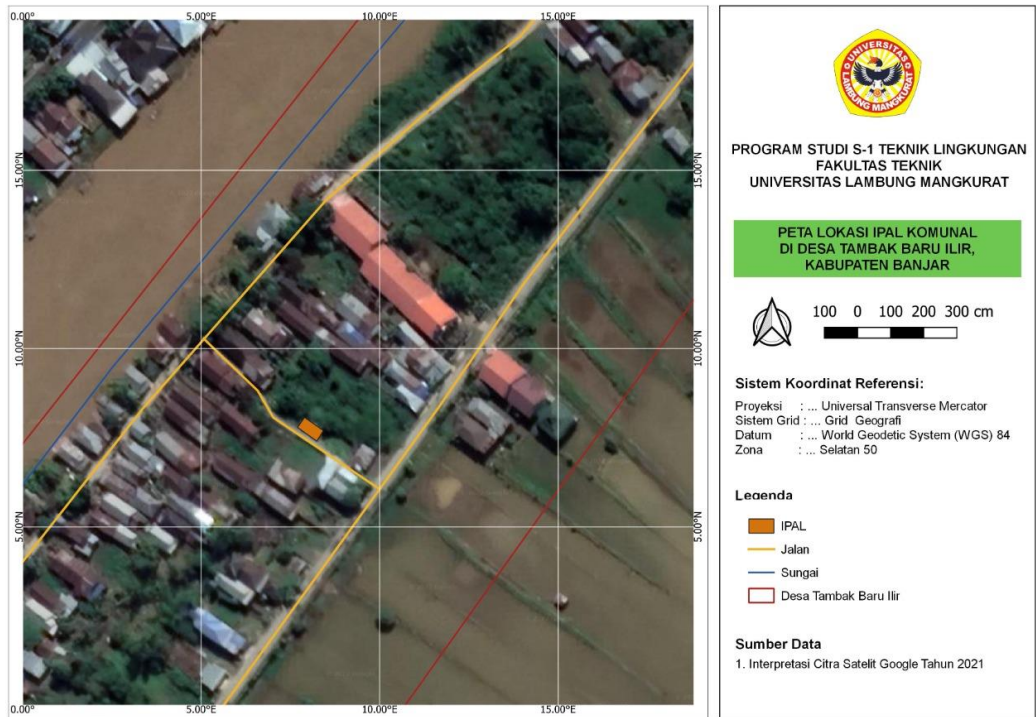 0.00°
5.00°E
10.00°E
15.00°E
15.00°N
15.00°N
10.00°N
10.00°N
5.00°N
5.00°N
0.00°
5.00°E
10.00°E
15.00°E
UNIVERSITAS
LAMBUNG MANGKURAT
PROGRAM STUDI S-1 TEKNIK LINGKUNGAN
FAKULTAS TEKNIK
UNIVERSITAS LAMBUNG MANGKURAT
PETA LOKASI IPAL KOMUNAL
DI DESA TAMBAK BARU ILIR,
KABUPATEN BANJAR
100 0 100 200 300 cm
Sistem Koordinat Referensi:
Proyeksi : ... Universal Transverse Mercator
Sistem Grid : ... Grid Geografi
Datum : ... World Geodetic System (WGS) 84
Zona : ... Selatan 50
Legenda
IPAL
Jalan
Sungai
Desa Tambak Baru Ilir
Sumber Data
1. Interpretasi Citra Satelit Google Tahun 2021